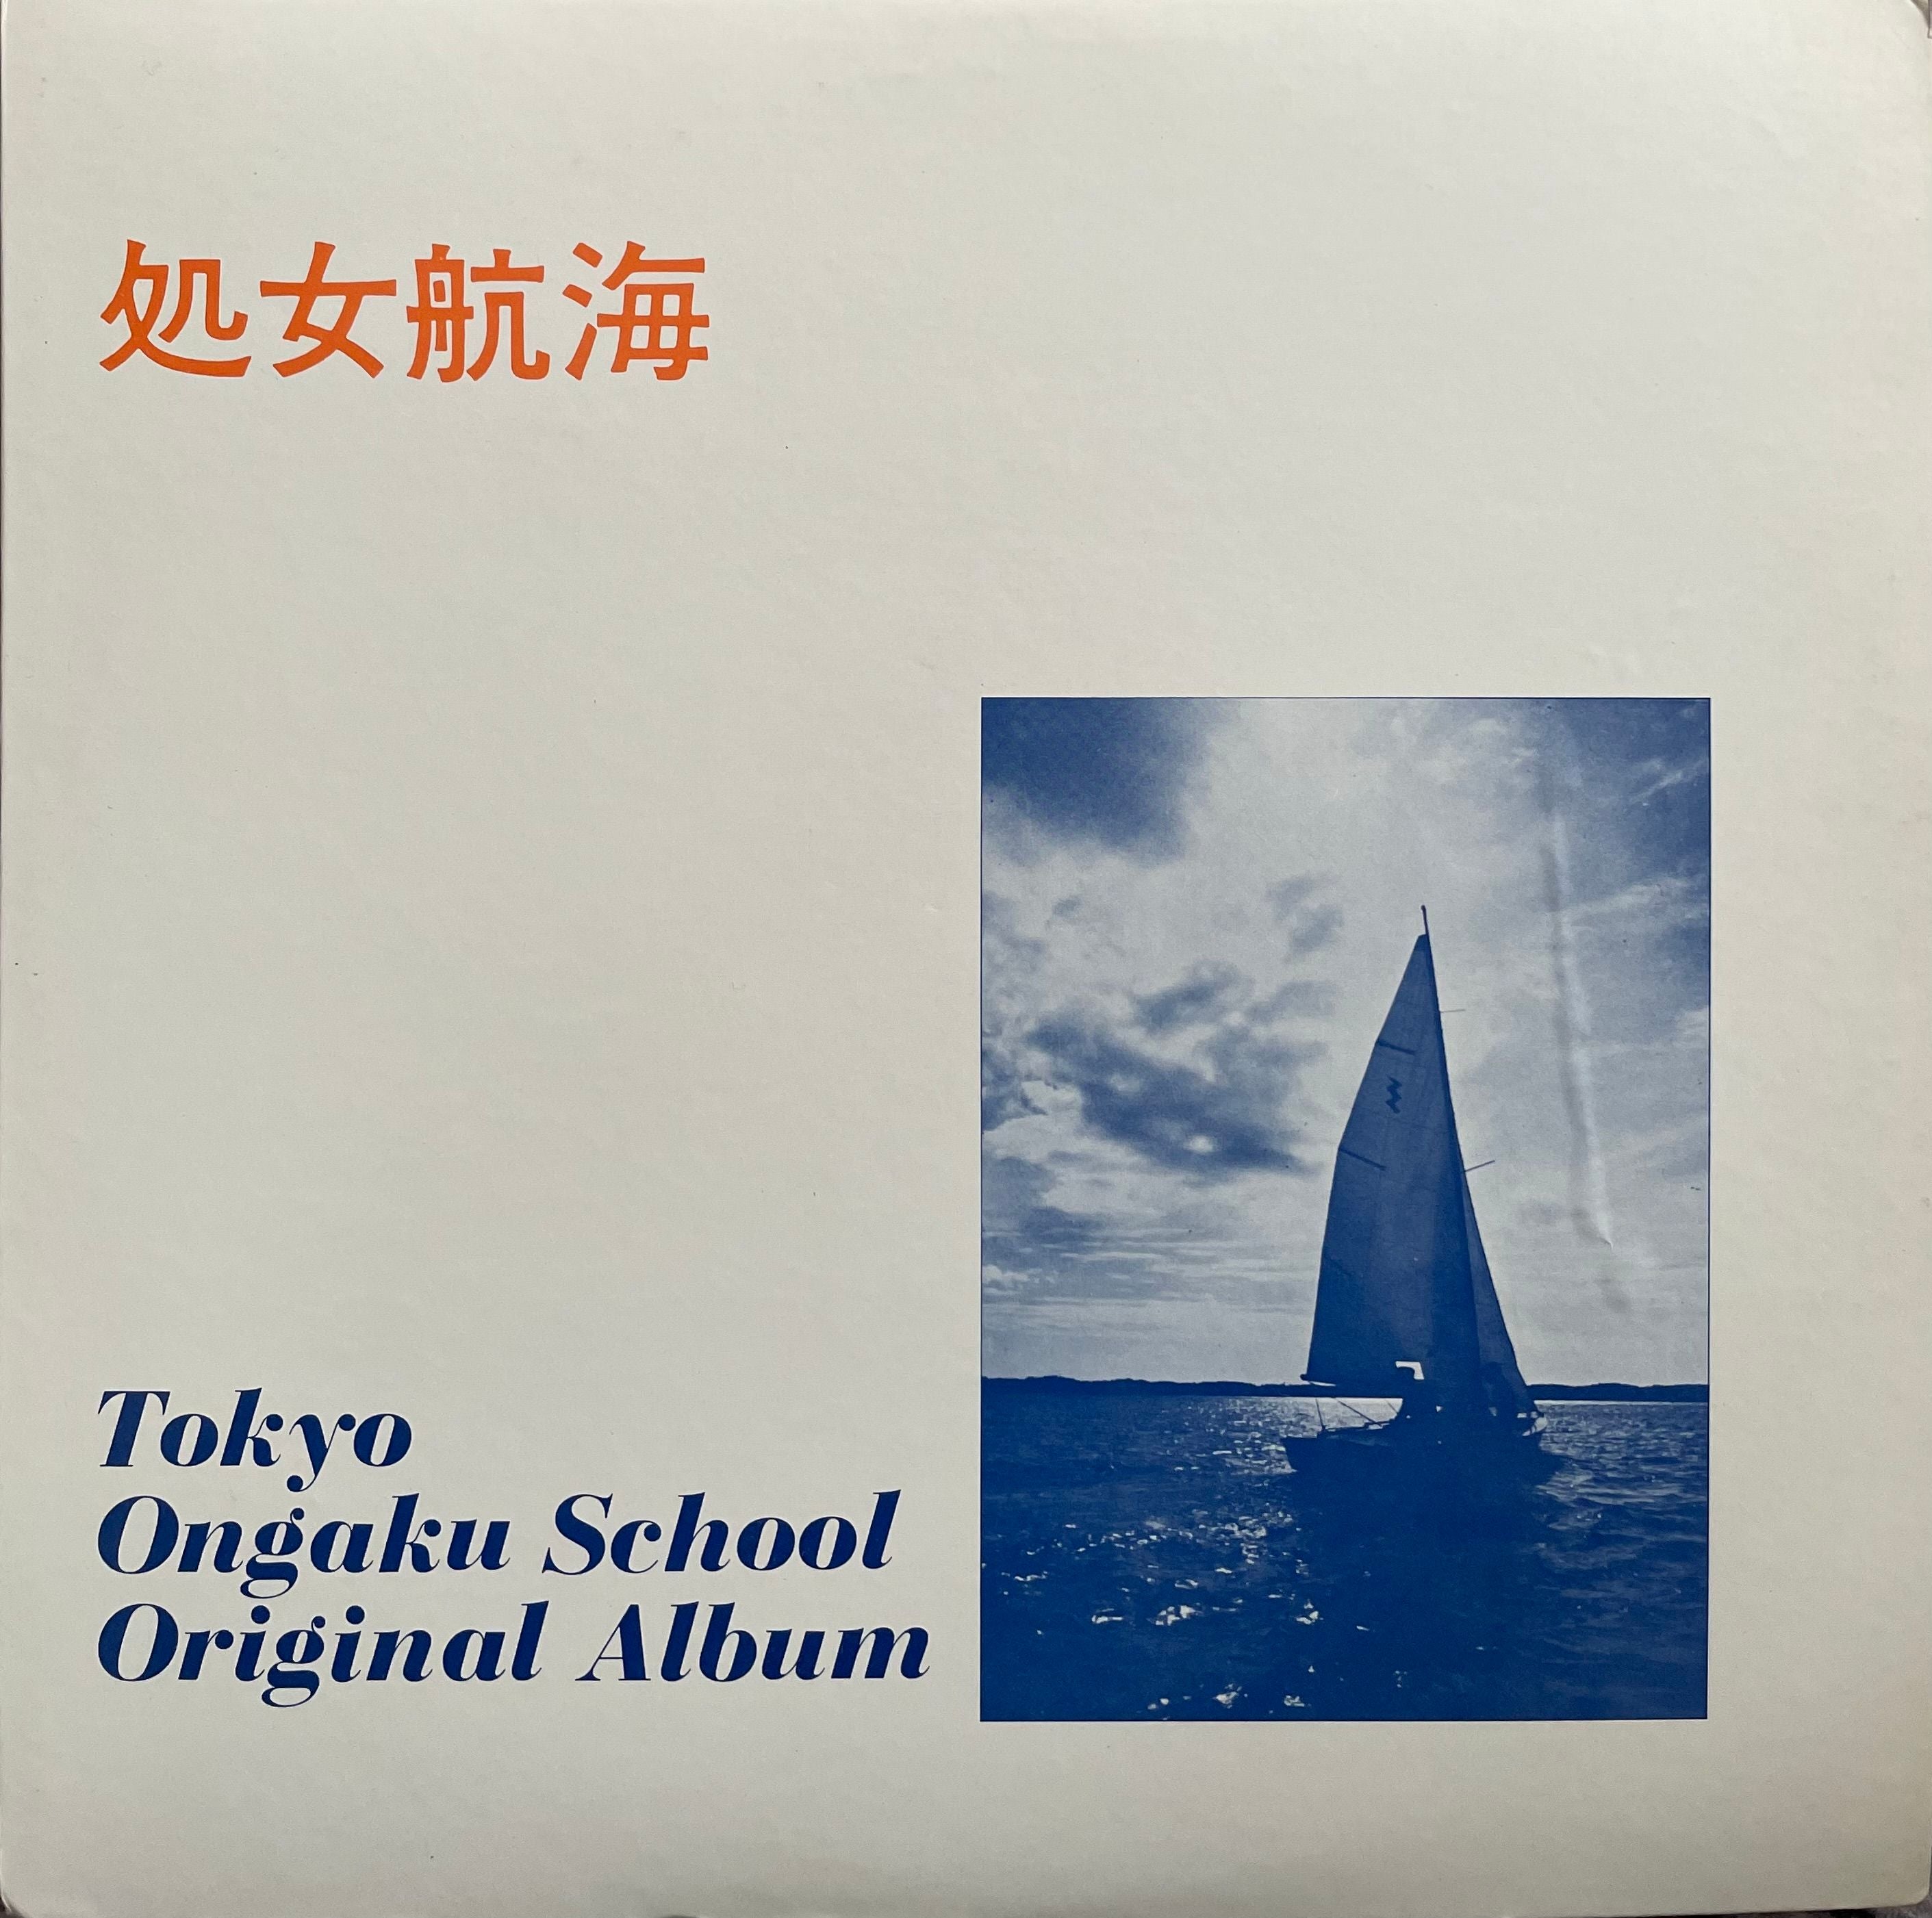 処女航海
Tokyo
Ongaku School
Original Album